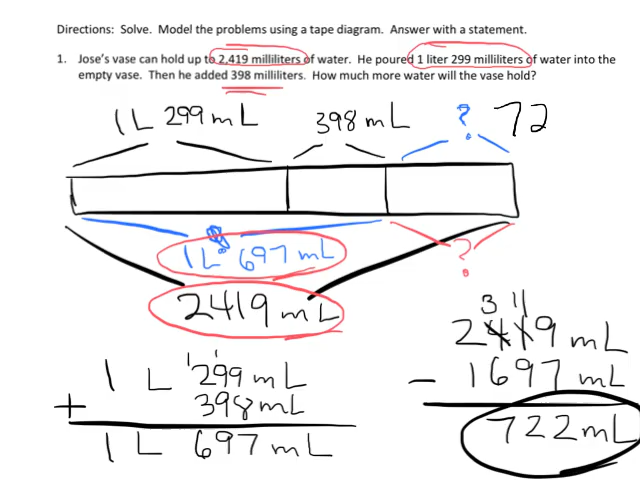 Directions: Solve. Model the problems using a tape diagram. Answer with a statement.
1. Jose's vase can hold up to 2,419 milliliters of water. He poured 1 liter 299 milliliters of water into the
empty vase. Then he added 398 milliliters. How much more water will the vase hold?
1 L 299 mL 398 mL ? 72
1 L 697 mL ?
2419 mL
3 11
2419 mL
- 1697 mL
722 mL
1 1
1 L 299 mL
+ 398 mL
1 L 697 mL